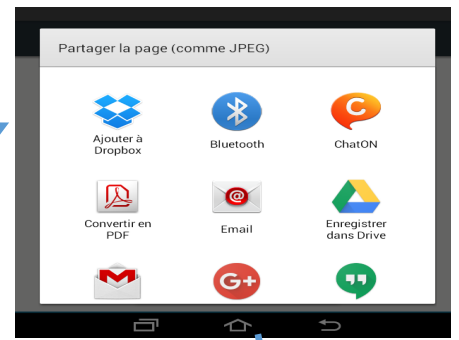 Partager la page (comme JPEG)
Ajouter à
Dropbox
Bluetooth
C
ChatON
Convertir en
PDF
@
Email
Enregistrer
dans Drive
G+